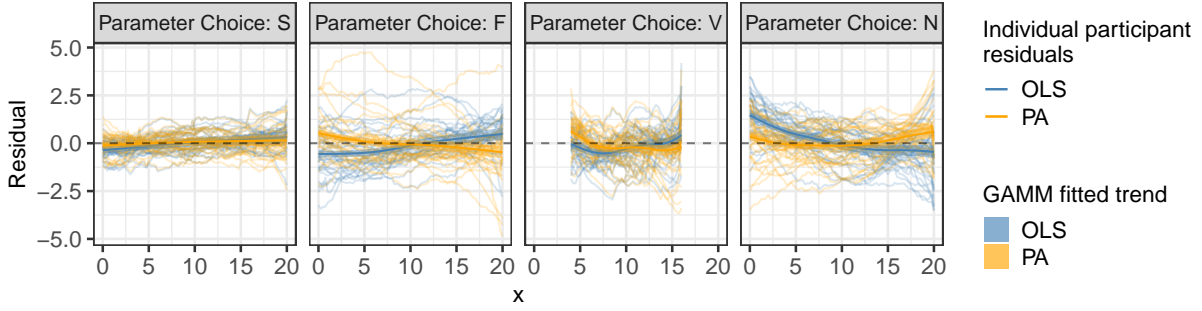 Parameter Choice: S Parameter Choice: F Parameter Choice: V Parameter Choice: N
5.0
2.5
0.0
−2.5
−5.0
Residual
0 5 10 15 20 0 5 10 15 20 0 5 10 15 20 0 5 10 15 20
x
Individual participant
residuals
OLS
PA
GAMM fitted trend
OLS
PA